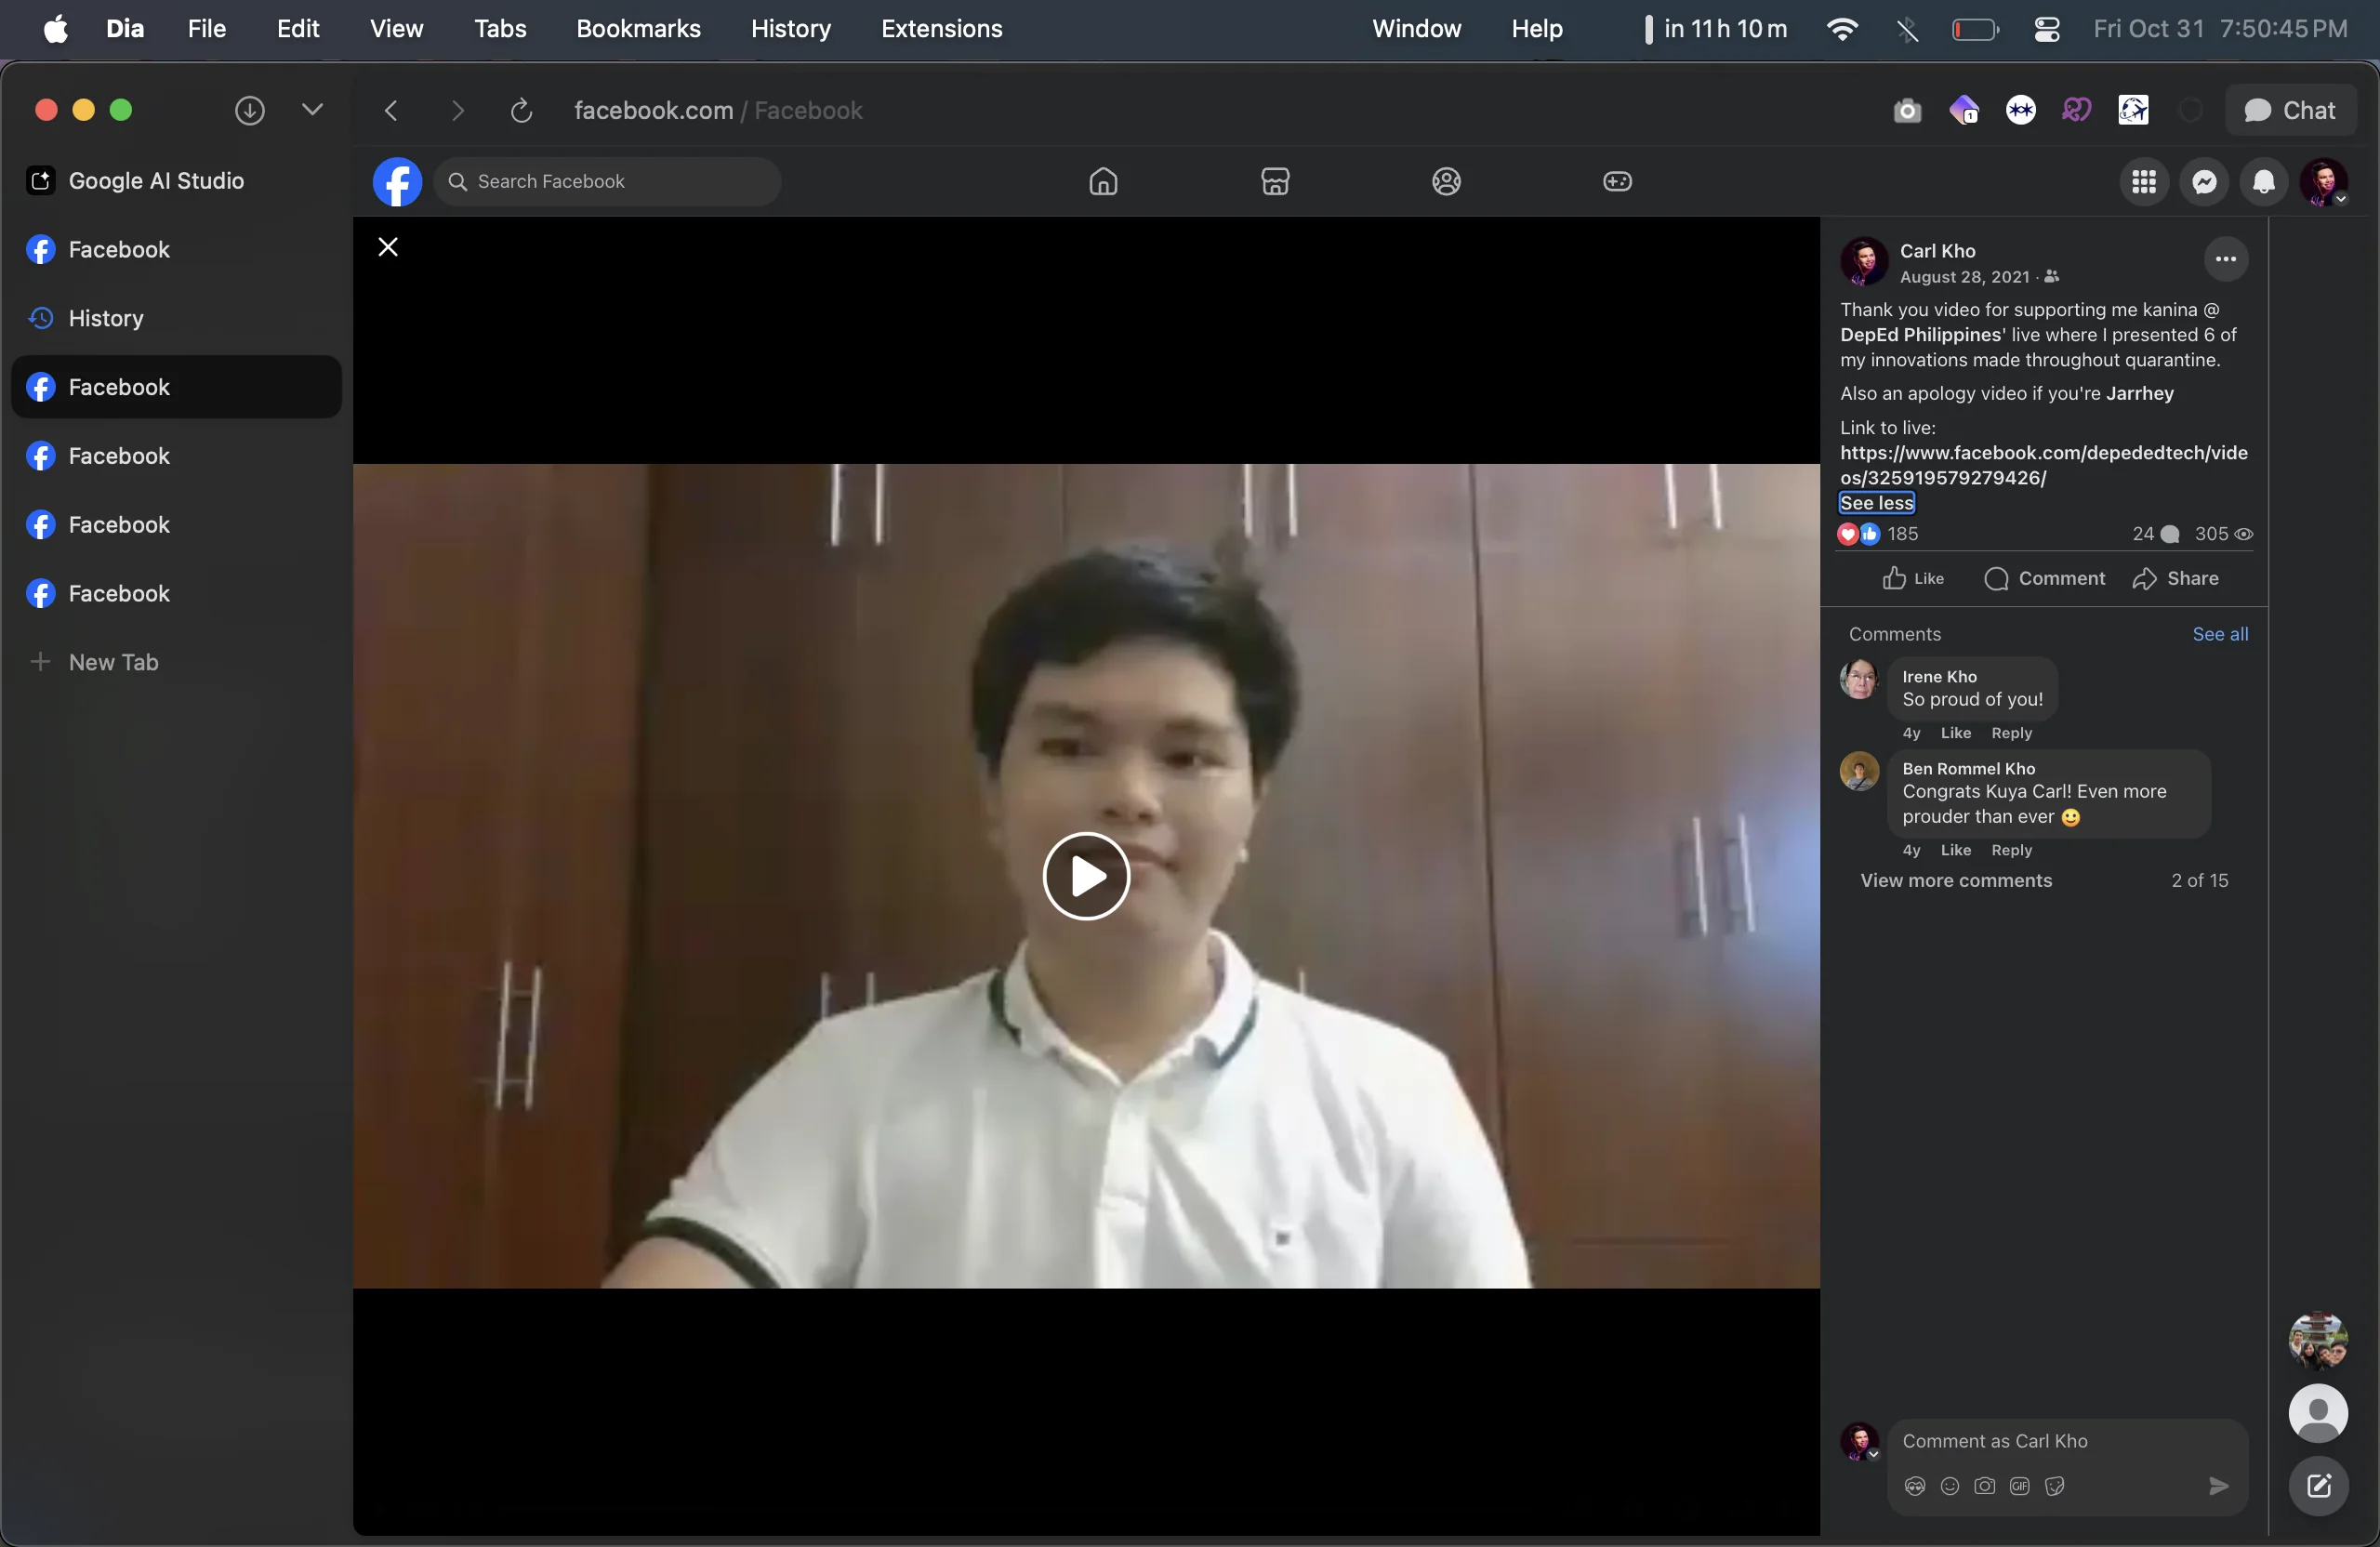 Dia File Edit View Tabs Bookmarks History Extensions Window Help in 11h 10m Fri Oct 31 7:50:45 PM
facebook.com / Facebook
1
Chat
Google AI Studio
Facebook
History
Facebook
Facebook
Facebook
Facebook
New Tab
Search Facebook
Carl Kho
August 28, 2021 ·
Thank you video for supporting me kanina @
DepEd Philippines' live where I presented 6 of
my innovations made throughout quarantine.
Also an apology video if you're Jarrhey
Link to live:
https://www.facebook.com/depededtech/vide
os/325919579279426/
See less
185 24 305
Like Comment Share
Comments See all
Irene Kho
So proud of you!
4y Like Reply
Ben Rommel Kho
Congrats Kuya Carl! Even more
prouder than ever 🙂
4y Like Reply
View more comments 2 of 15
Comment as Carl Kho
GIF